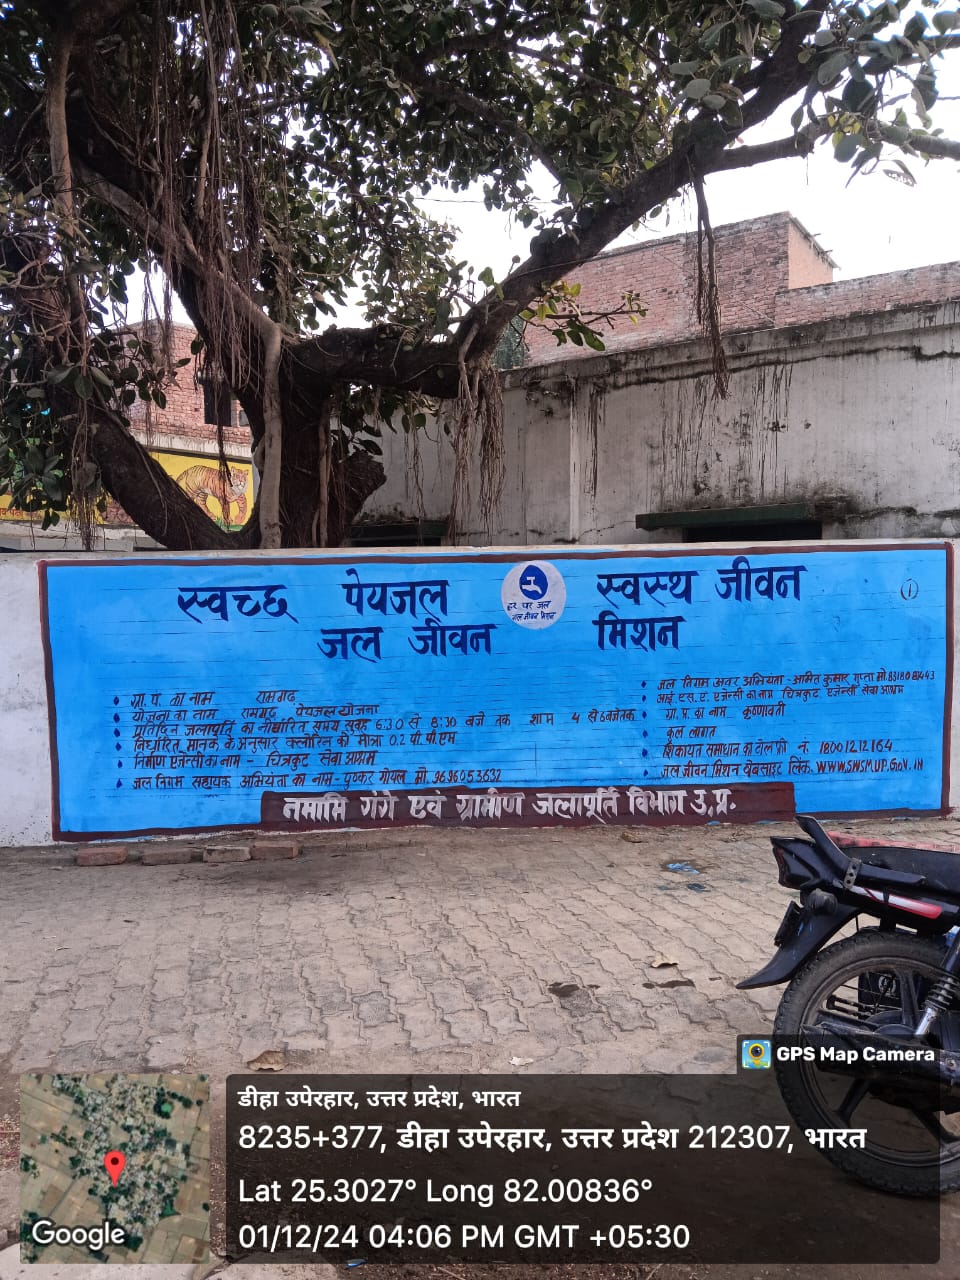 स्वच्छ पेयजल स्वस्थ जीवन
जल जीवन मिशन
हर घर जल
जल जीवन मिशन
1
ग्रा. पं. का नाम रामगढ़
योजना का नाम रामगढ़ पेयजल योजना
प्रतिदिन जलापूर्ति का निर्धारित समय सुबह 6:30 से 8:30 बजे तक शाम 4 से 6 बजे तक
निर्धारित मानक के अनुसार क्लोरिन की मात्रा 0.2 पी.पी.एम
निर्माण एजेन्सी का नाम - चित्रकुट सेवा आश्रम
जल निगम सहायक अभियंता का नाम - पुष्कर गोयल मो. 9696053632
जल निगम अवर अभियंता - अमित कुमार गुप्ता मो.
आई.एस.ए. एजेन्सी का नाम चित्रकुट एजेन्सी सेवा आश्रम
ग्रा.प्र. का नाम कृष्णावती
कुल लागत
शिकायत समाधान का टोल फ्री नं. 18001212164
जल जीवन मिशन वेबसाइट लिंक. WWW.SWSM.UP.GOV.IN
नमामि गंगे एवं ग्रामीण जलापूर्ति विभाग उ.प्र.
GPS Map Camera
डीहा उपेरहार, उत्तर प्रदेश, भारत
8235+377, डीहा उपेरहार, उत्तर प्रदेश 212307, भारत
Lat 25.3027° Long 82.00836°
01/12/24 04:06 PM GMT +05:30
Google